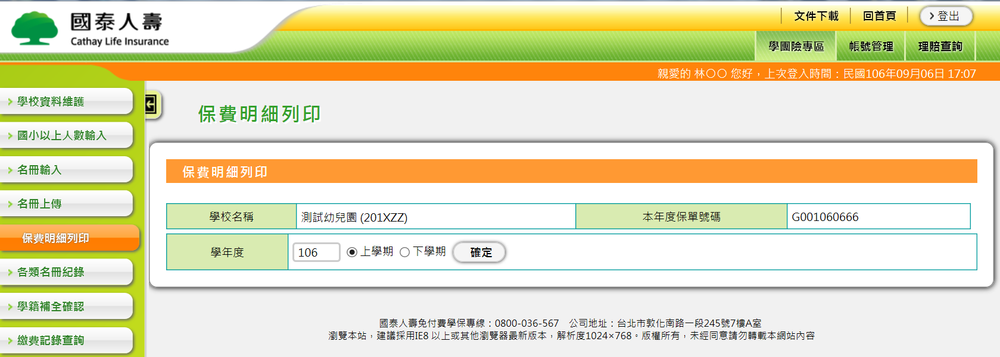 國泰人壽
Cathay Life Insurance
文件下載
回首頁
登出
學團險專區
帳號管理
理賠查詢
親愛的 林〇〇 您好，上次登入時間：民國106年09月06日 17:07
學校資料維護
國小以上人數輸入
名冊輸入
名冊上傳
保費明細列印
各類名冊紀錄
學籍補全確認
繳費記錄查詢
保費明細列印
保費明細列印
學校名稱 測試幼兒園 (201XZZ) 本年度保單號碼 G001060666
學年度 106 上學期 下學期 確定
國泰人壽免付費學保專線：0800-036-567 公司地址：台北市敦化南路一段245號7樓A室
瀏覽本站，建議採用IE8 以上或其他瀏覽器最新版本，解析度1024×768。版權所有，未經同意請勿轉載本網站內容